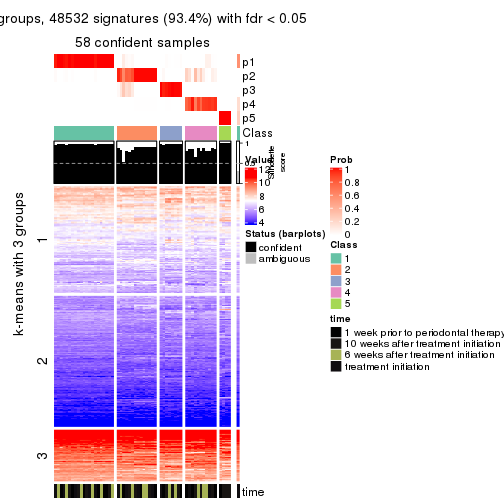 groups, 48532 signatures (93.4%) with fdr < 0.05
58 confident samples
p1
p2
p3
p4
p5
Class
1
0.5
silhouette
score
Value
12
10
8
6
4
Status (barplots)
confident
ambiguous
Prob
1
0.8
0.6
0.4
0.2
0
Class
1
2
3
4
5
time
1 week prior to periodontal therapy
10 weeks after treatment initiation
6 weeks after treatment initiation
treatment initiation
k-means with 3 groups
1
2
3
time